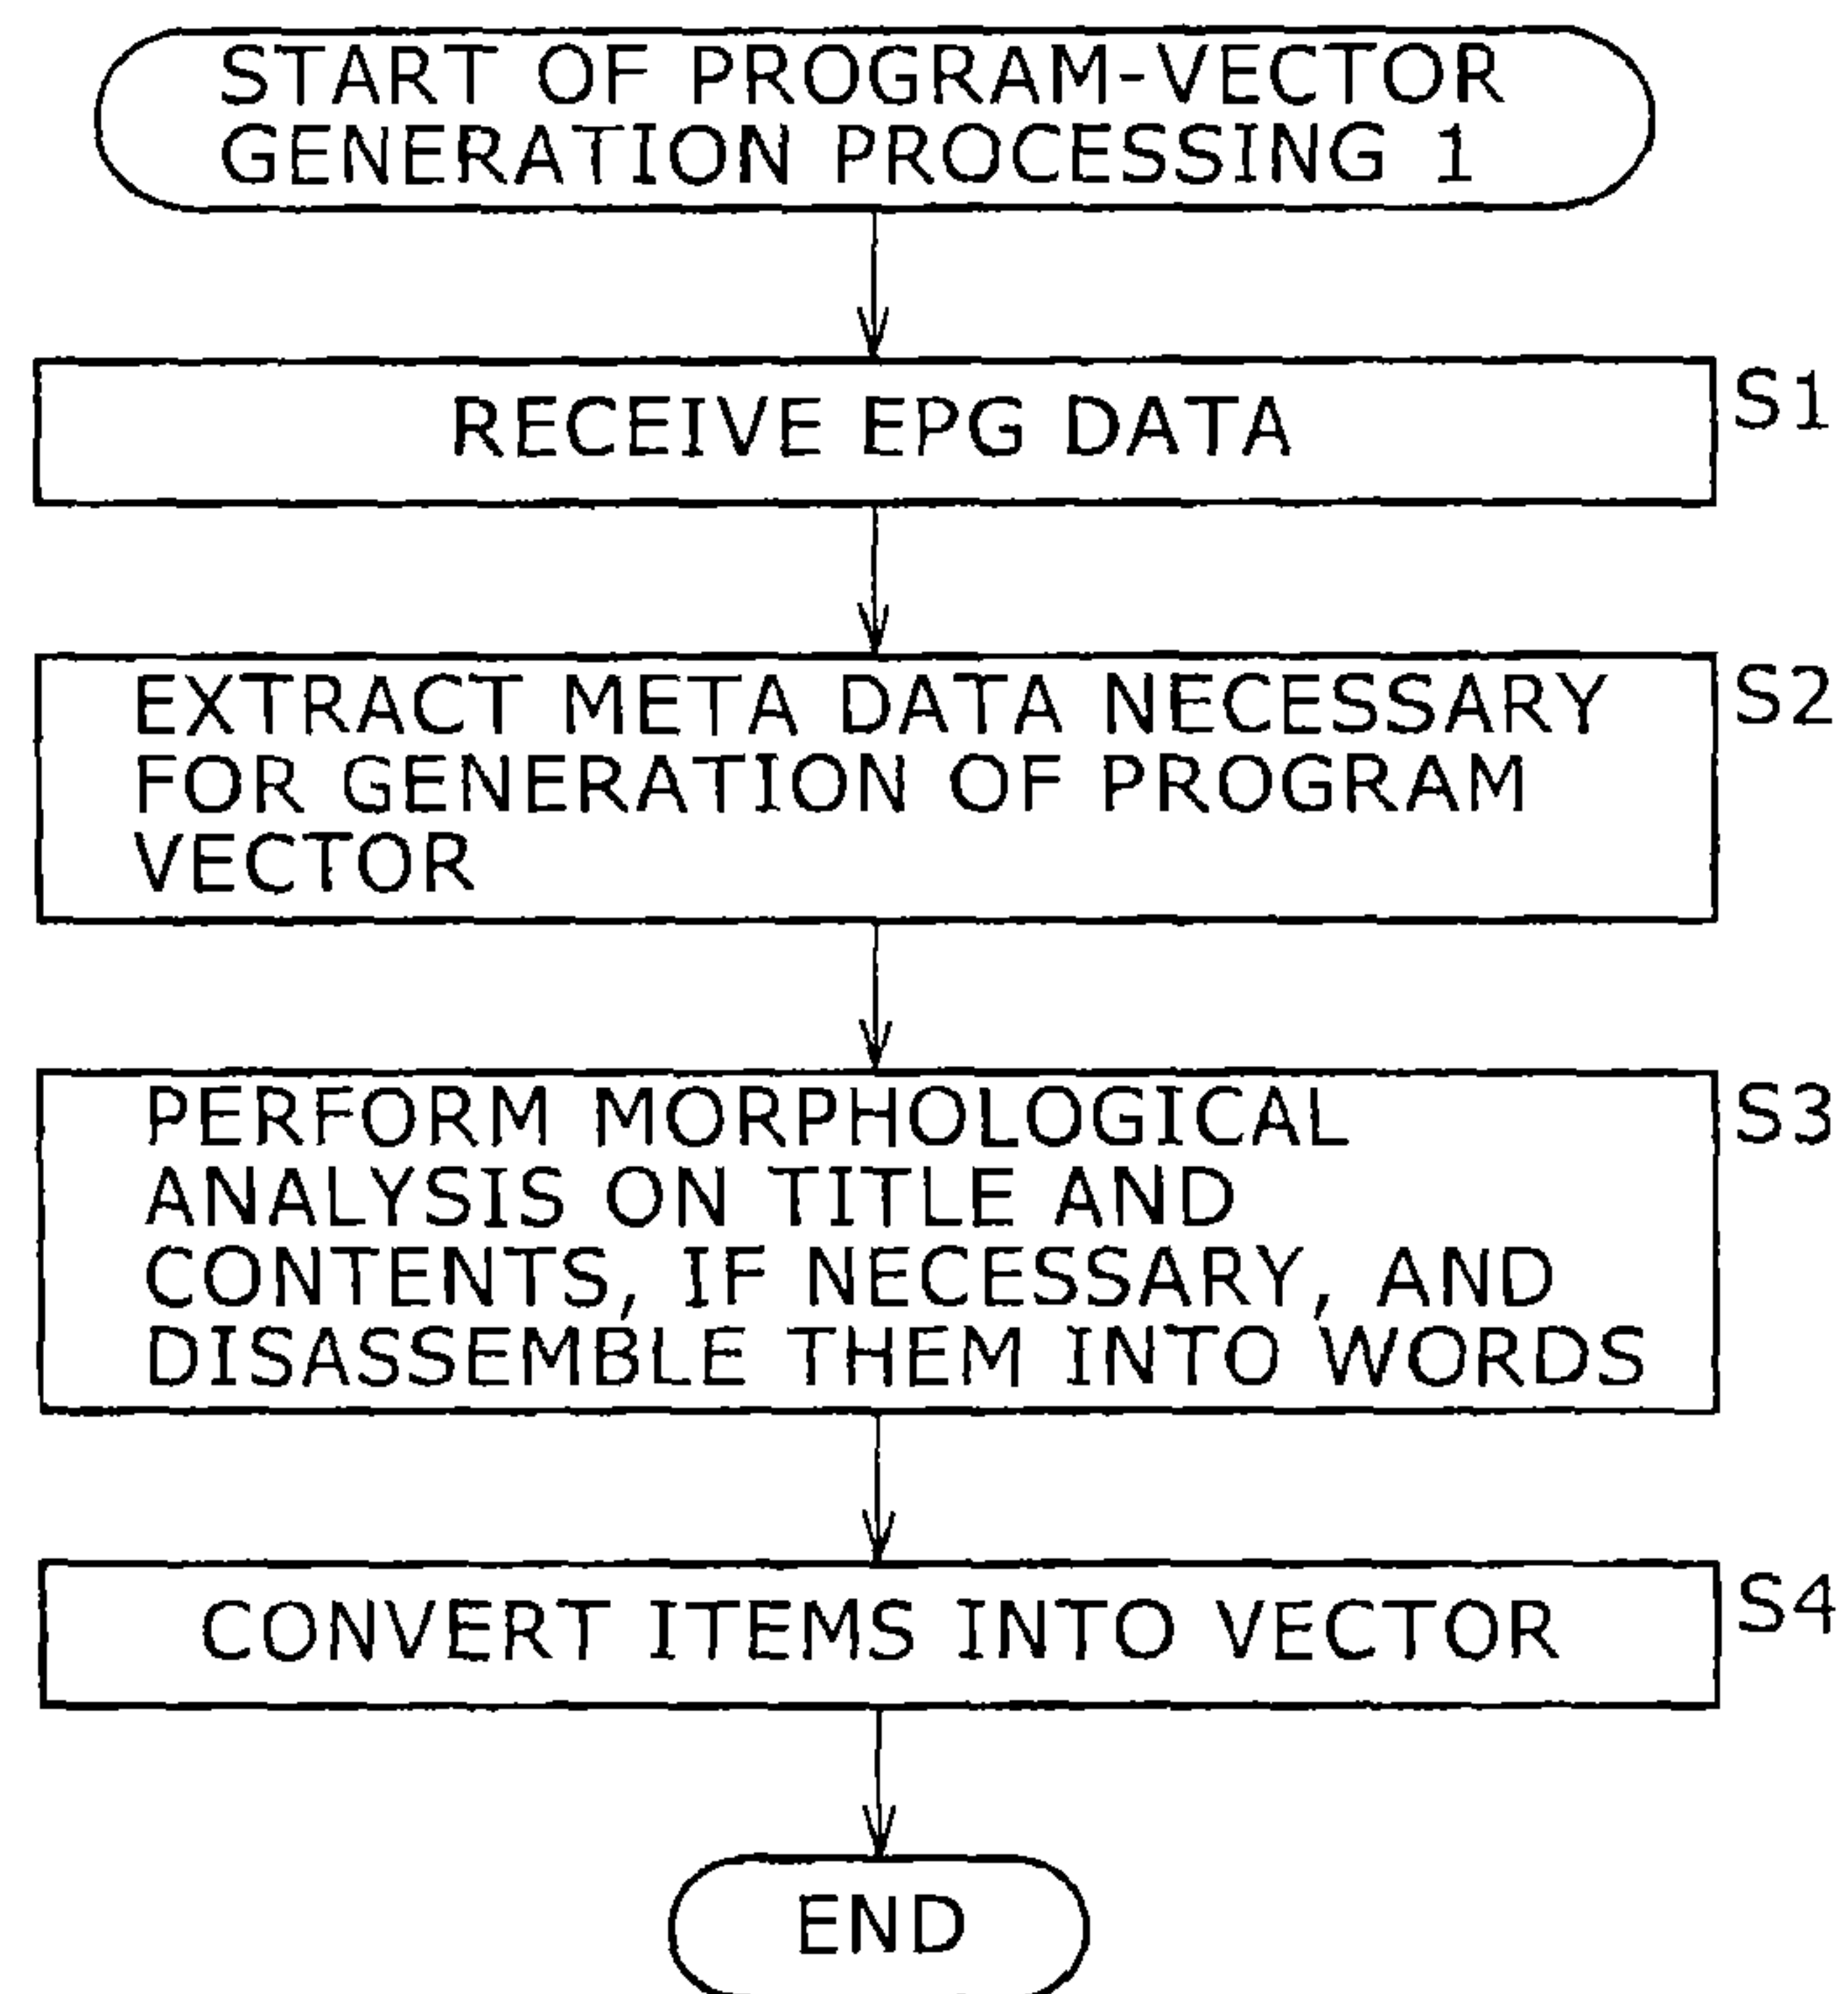 START OF PROGRAM-VECTOR
GENERATION PROCESSING 1
RECEIVE EPG DATA
S1
EXTRACT META DATA NECESSARY
FOR GENERATION OF PROGRAM
VECTOR
S2
PERFORM MORPHOLOGICAL
ANALYSIS ON TITLE AND
CONTENTS, IF NECESSARY, AND
DISASSEMBLE THEM INTO WORDS
S3
CONVERT ITEMS INTO VECTOR
S4
END